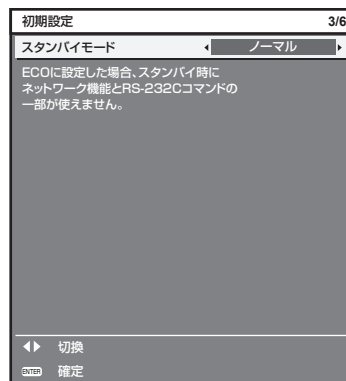 初期設定 3/6
スタンバイモード ノーマル
ECOに設定した場合、スタンバイ時に
ネットワーク機能とRS-232Cコマンドの
一部が使えません。
切換
ENTER 確定